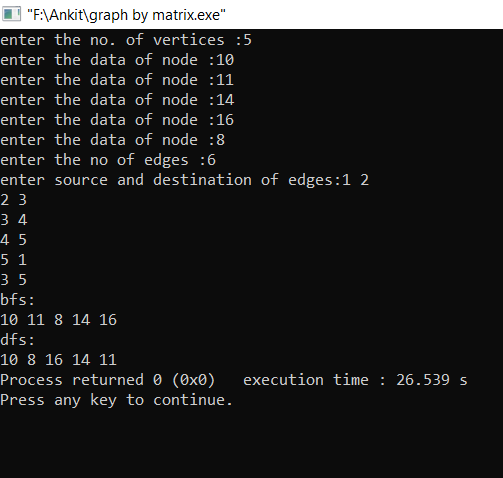 "F:\Ankit\graph by matrix.exe"
enter the no. of vertices :5
enter the data of node :10
enter the data of node :11
enter the data of node :14
enter the data of node :16
enter the data of node :8
enter the no of edges :6
enter source and destination of edges:1 2
2 3
3 4
4 5
5 1
3 5
bfs:
10 11 8 14 16
dfs:
10 8 16 14 11
Process returned 0 (0x0)   execution time : 26.539 s
Press any key to continue.